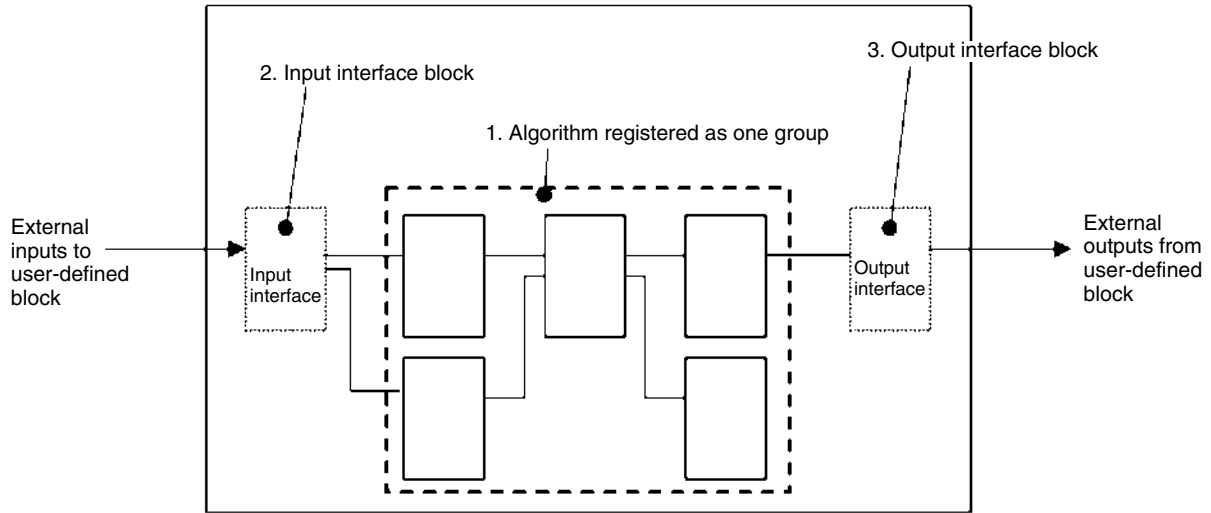 3. Output interface block
2. Input interface block
1. Algorithm registered as one group
External
inputs to
user-defined
block
Input
interface
Output
interface
External
outputs from
user-defined
block